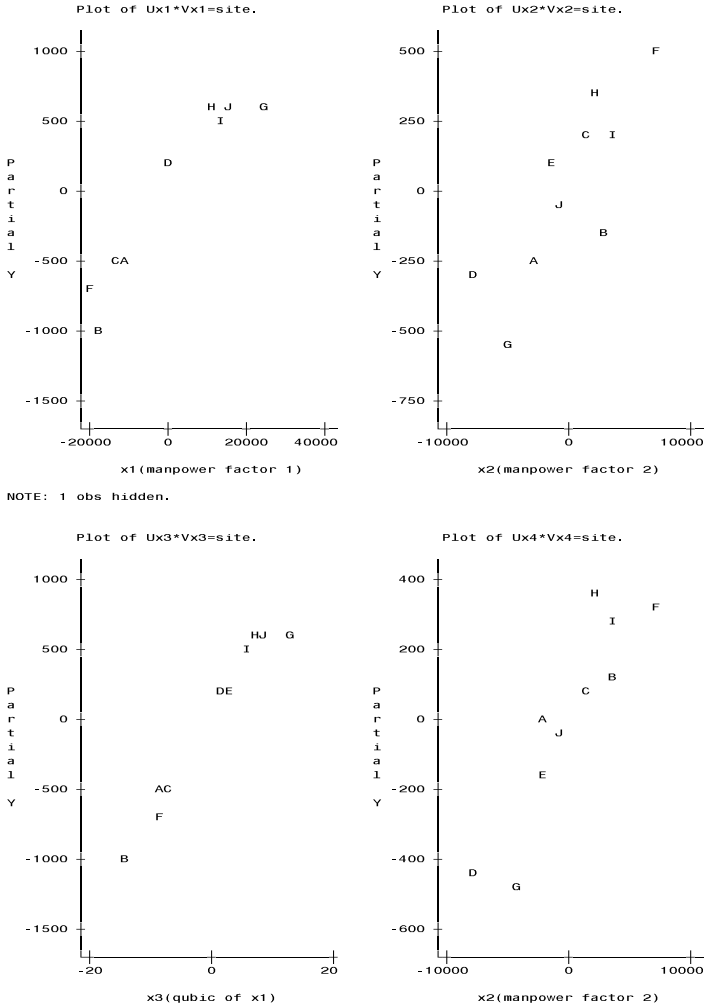 Plot of Ux1*Vx1=site.
1000
500
0
-500
-1000
-1500
Partial Y
H J G
I
D
CA
F
B
-20000 0 20000 40000
x1(manpower factor 1)
NOTE: 1 obs hidden.
Plot of Ux2*Vx2=site.
500
250
0
-250
-500
-750
Partial Y
F
H
C I
E
J
B
A
D
G
-10000 0 10000
x2(manpower factor 2)
Plot of Ux3*Vx3=site.
1000
500
0
-500
-1000
-1500
Partial Y
HJ G
I
DE
AC
F
B
-20 0 20
x3(qubic of x1)
Plot of Ux4*Vx4=site.
400
200
0
-200
-400
-600
Partial Y
H
F
I
B
C
A
J
E
D
G
-10000 0 10000
x2(manpower factor 2)